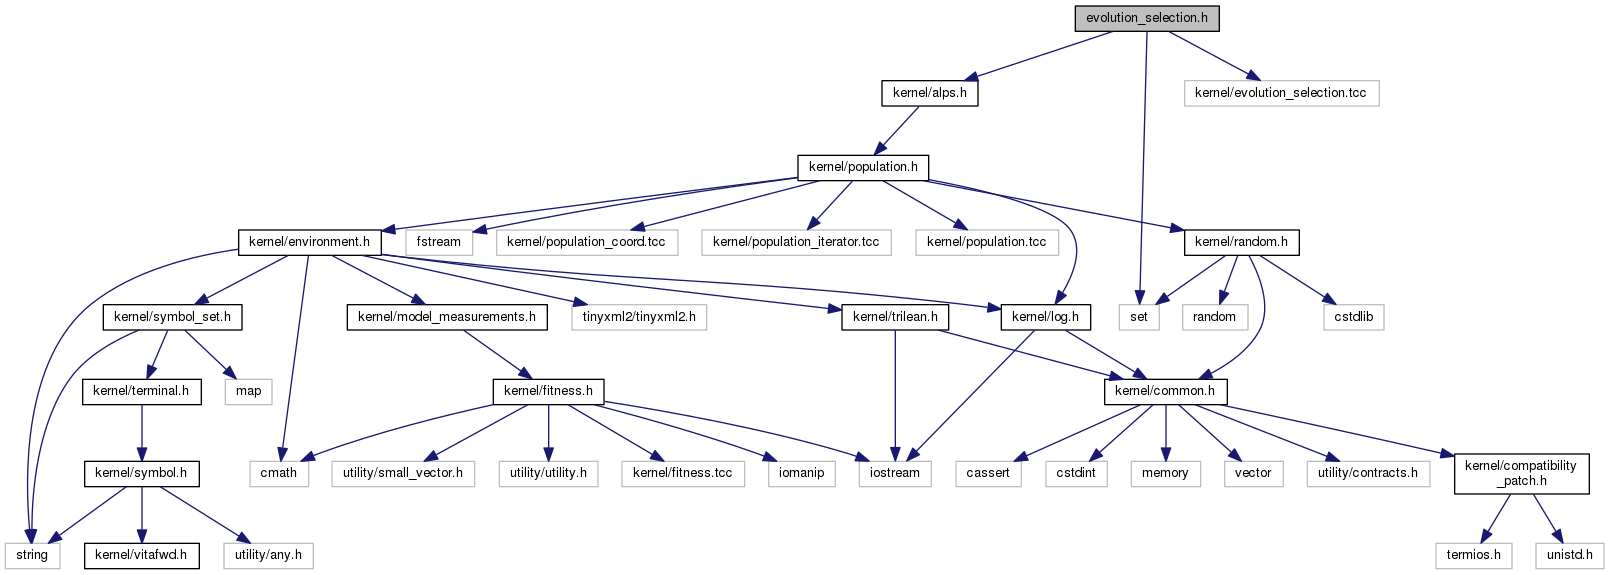 evolution_selection.h
kernel/alps.h
kernel/evolution_selection.tcc
kernel/population.h
kernel/environment.h
fstream
kernel/population_coord.tcc
kernel/population_iterator.tcc
kernel/population.tcc
kernel/random.h
kernel/symbol_set.h
kernel/model_measurements.h
tinyxml2/tinyxml2.h
kernel/trilean.h
kernel/log.h
set
random
cstdlib
kernel/terminal.h
map
kernel/fitness.h
kernel/common.h
kernel/symbol.h
cmath
utility/small_vector.h
utility/utility.h
kernel/fitness.tcc
iomanip
iostream
cassert
cstdint
memory
vector
utility/contracts.h
kernel/compatibility
_patch.h
string
kernel/vitafwd.h
utility/any.h
termios.h
unistd.h